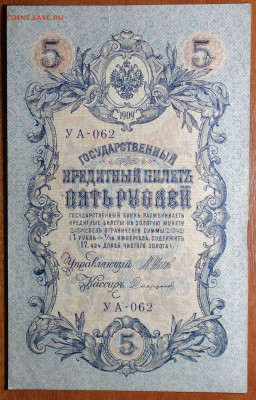 COINS.LAVE.RU
5 5
1909
УА-062
ГОСУДАРСТВЕННЫЙ
КРЕДИТНЫЙ БИЛЕТЪ
ПЯТЬ РУБЛЕЙ
ГОСУДАРСТВЕННЫЙ БАНКЪ РАЗМѢНИВАЕТЪ
КРЕДИТНЫЕ БИЛЕТЫ НА ЗОЛОТУЮ МОНЕТУ
БЕЗЪ ОГРАНИЧЕНІЯ СУММЫ
(1 РУБЛЬ = 1/15 ИМПЕРІАЛА, СОДЕРЖИТЪ
17,424 ДОЛЕЙ ЧИСТАГО ЗОЛОТА).
Управляющій
Кассиръ
УА-062
5